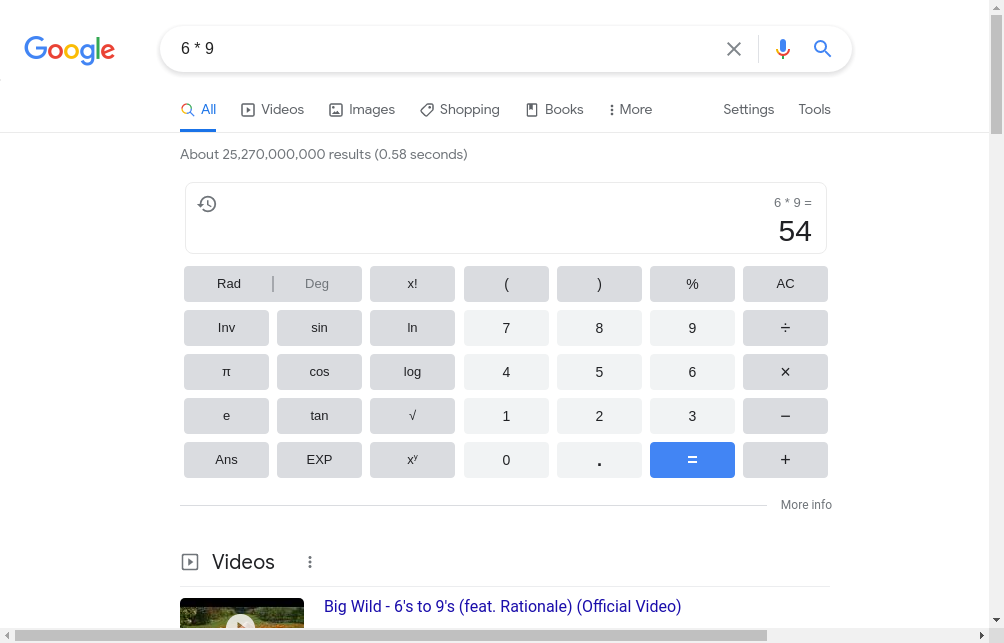 Google
6 * 9
All Videos Images Shopping Books More Settings Tools
About 25,270,000,000 results (0.58 seconds)
6 * 9 =
54
Rad | Deg x! ( ) % AC
Inv sin ln 7 8 9 ÷
π cos log 4 5 6 ×
e tan √ 1 2 3 −
Ans EXP xʸ 0 . = +
More info
Videos
Big Wild - 6's to 9's (feat. Rationale) (Official Video)